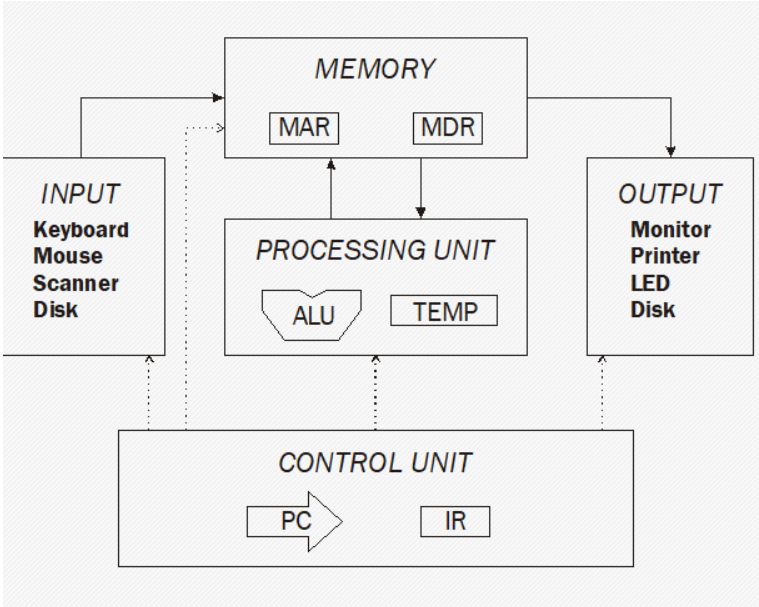 MEMORY
MAR
MDR
INPUT
Keyboard
Mouse
Scanner
Disk
PROCESSING UNIT
ALU
TEMP
OUTPUT
Monitor
Printer
LED
Disk
CONTROL UNIT
PC
IR